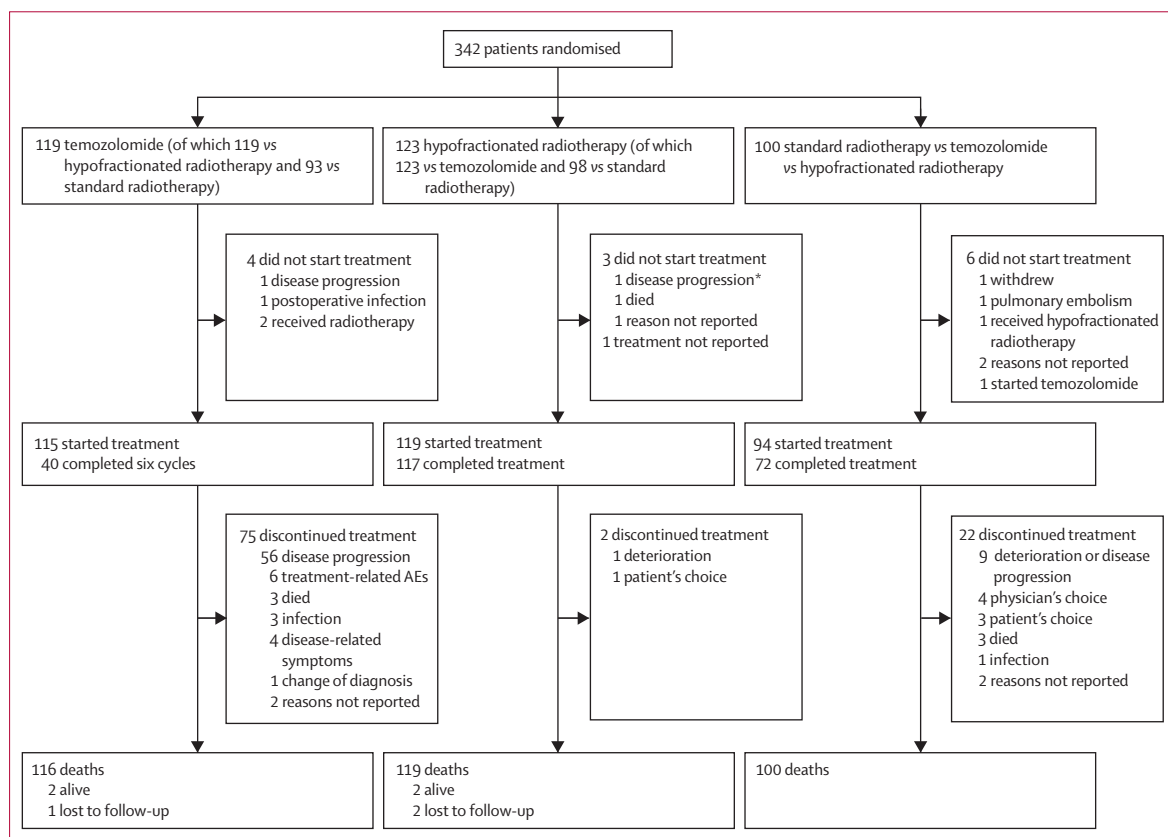 342 patients randomised
119 temozolomide (of which 119 vs
hypofractionated radiotherapy and 93 vs
standard radiotherapy)
123 hypofractionated radiotherapy (of which
123 vs temozolomide and 98 vs standard
radiotherapy)
100 standard radiotherapy vs temozolomide
vs hypofractionated radiotherapy
4 did not start treatment
1 disease progression
1 postoperative infection
2 received radiotherapy
3 did not start treatment
1 disease progression*
1 died
1 reason not reported
1 treatment not reported
6 did not start treatment
1 withdrew
1 pulmonary embolism
1 received hypofractionated
radiotherapy
2 reasons not reported
1 started temozolomide
115 started treatment
40 completed six cycles
119 started treatment
117 completed treatment
94 started treatment
72 completed treatment
75 discontinued treatment
56 disease progression
6 treatment-related AEs
3 died
3 infection
4 disease-related
symptoms
1 change of diagnosis
2 reasons not reported
2 discontinued treatment
1 deterioration
1 patient's choice
22 discontinued treatment
9 deterioration or disease
progression
4 physician's choice
3 patient's choice
3 died
1 infection
2 reasons not reported
116 deaths
2 alive
1 lost to follow-up
119 deaths
2 alive
2 lost to follow-up
100 deaths